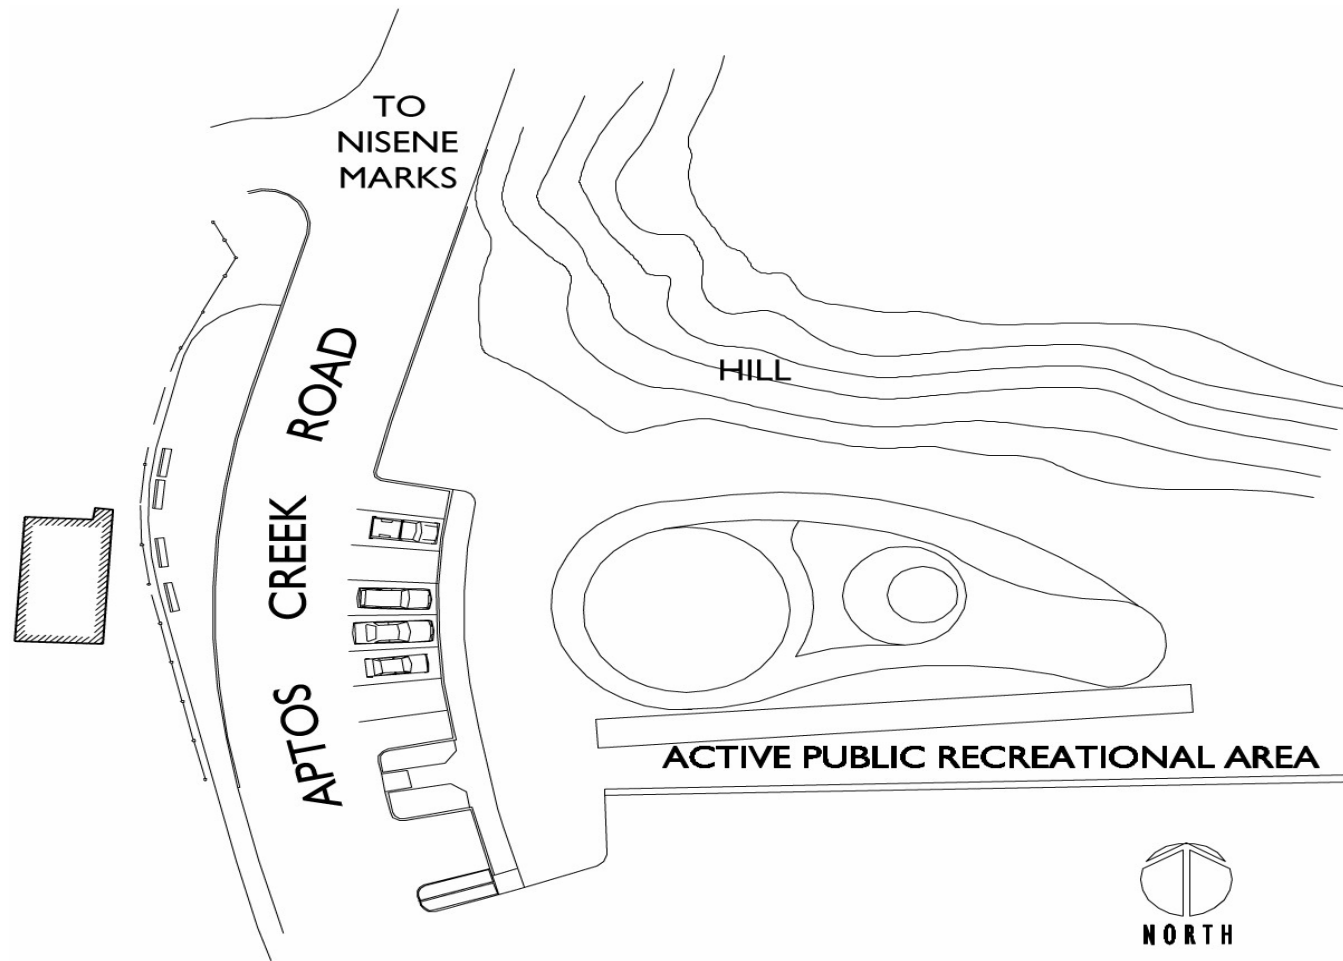 TO
NISENE
MARKS
HILL
APTOS CREEK ROAD
ACTIVE PUBLIC RECREATIONAL AREA
NORTH